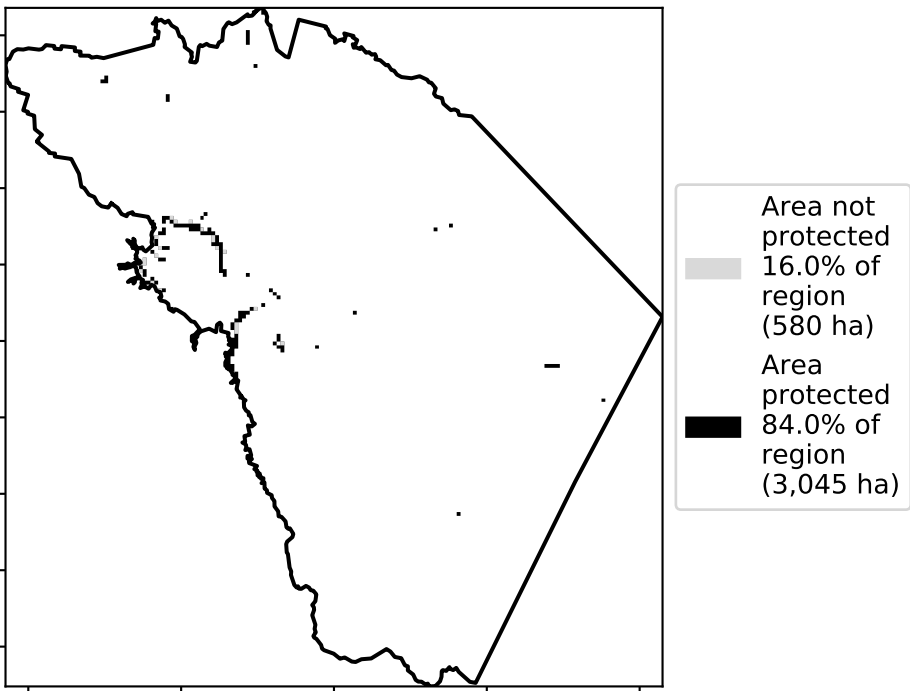 Area not
protected
16.0% of
region
(580 ha)
Area
protected
84.0% of
region
(3,045 ha)